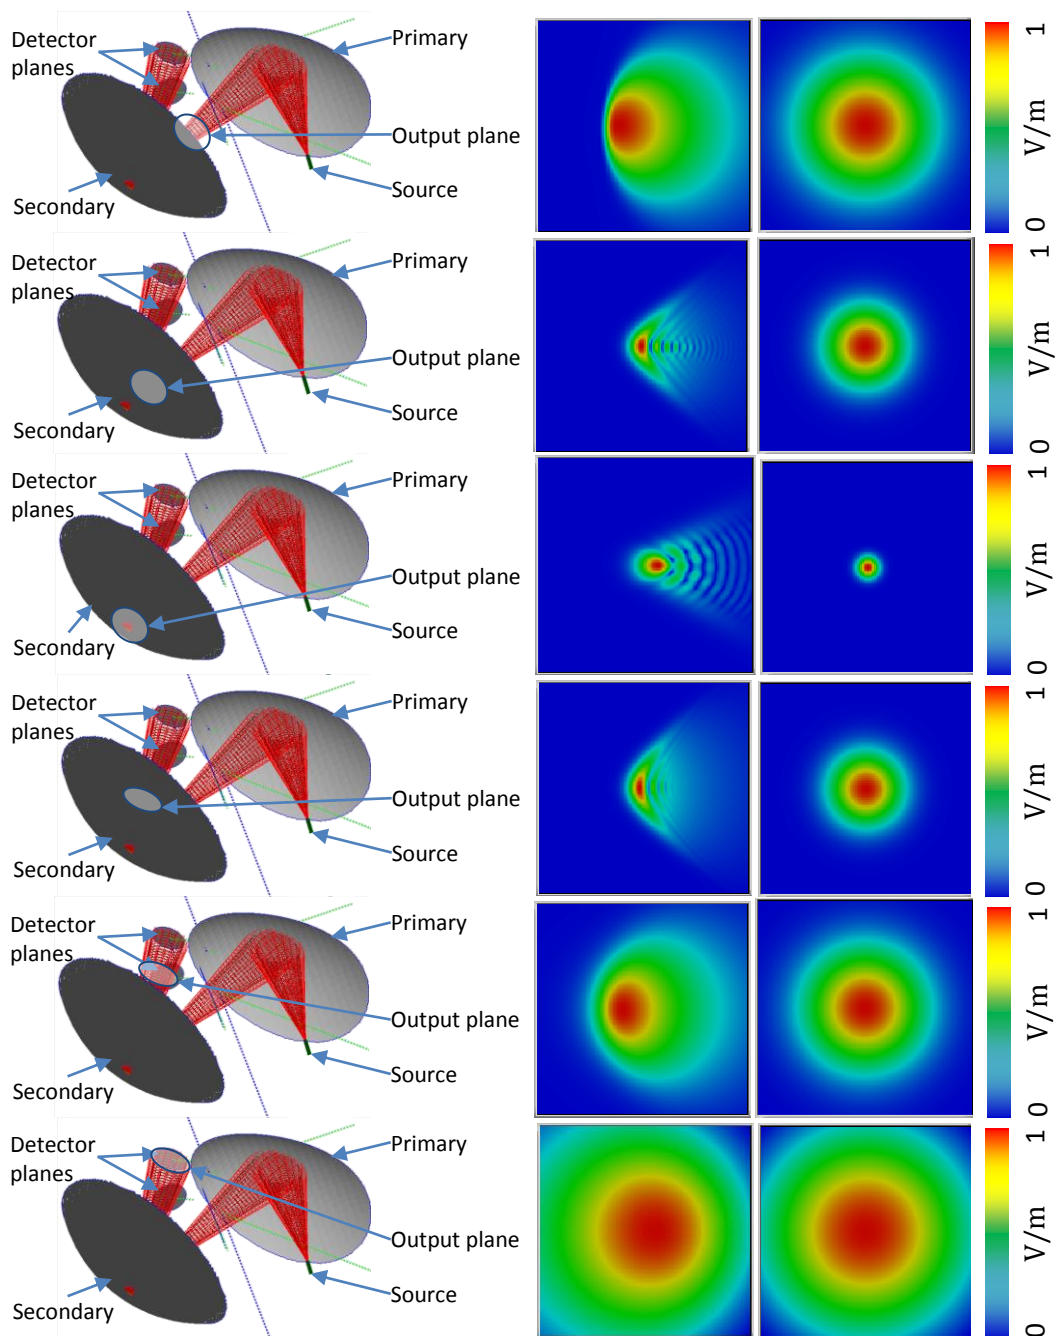 Detector
planes
Primary
Output plane
Source
Secondary
0 V/m 1
Detector
planes
Primary
Output plane
Source
Secondary
0 V/m 1
Detector
planes
Primary
Output plane
Source
Secondary
0 V/m 1
Detector
planes
Primary
Output plane
Source
Secondary
0 V/m 1
Detector
planes
Primary
Output plane
Source
Secondary
0 V/m 1
Detector
planes
Primary
Output plane
Source
Secondary
0 V/m 1